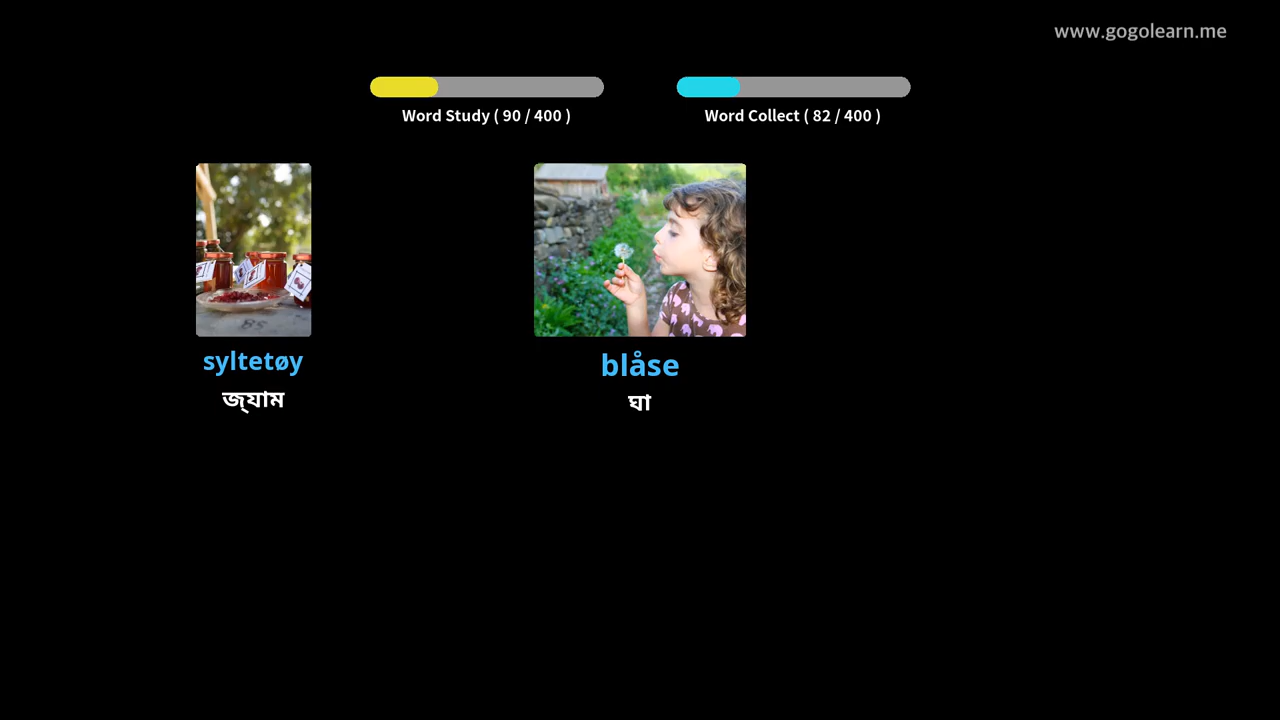 www.gogolearn.me
Word Study ( 90 / 400 )
Word Collect ( 82 / 400 )
syltetøy
জ্যাম
blåse
ঘা